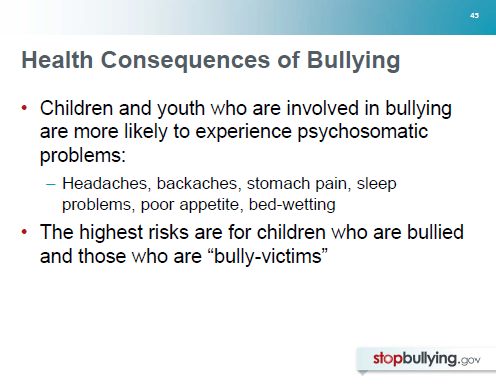 45
Health Consequences of Bullying
• Children and youth who are involved in bullying
are more likely to experience psychosomatic
problems:
– Headaches, backaches, stomach pain, sleep
problems, poor appetite, bed-wetting
• The highest risks are for children who are bullied
and those who are “bully-victims”
stopbullying.gov